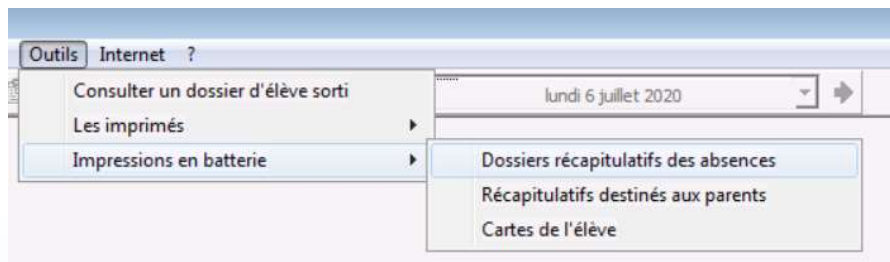 Outils Internet ?
Consulter un dossier d'élève sorti
lundi 6 juillet 2020
Les imprimés
Impressions en batterie
Dossiers récapitulatifs des absences
Récapitulatifs destinés aux parents
Cartes de l'élève